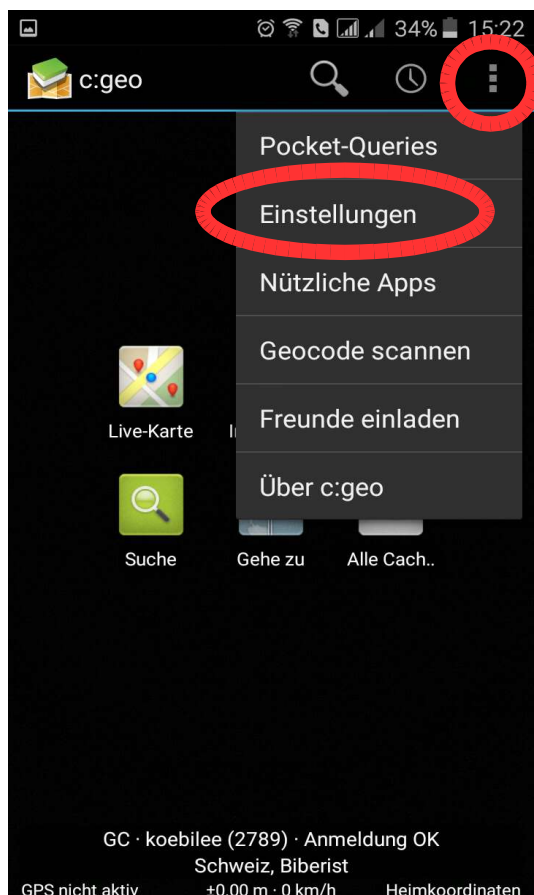 34% 15:22
c:geo
Pocket-Queries
Einstellungen
Nützliche Apps
Geocode scannen
Freunde einladen
Über c:geo
Live-Karte
Suche Gehe zu Alle Cach..
GC · koebilee (2789) · Anmeldung OK
Schweiz, Biberist
GPS nicht aktiv ±0.00 m · 0 km/h Heimkoordinaten